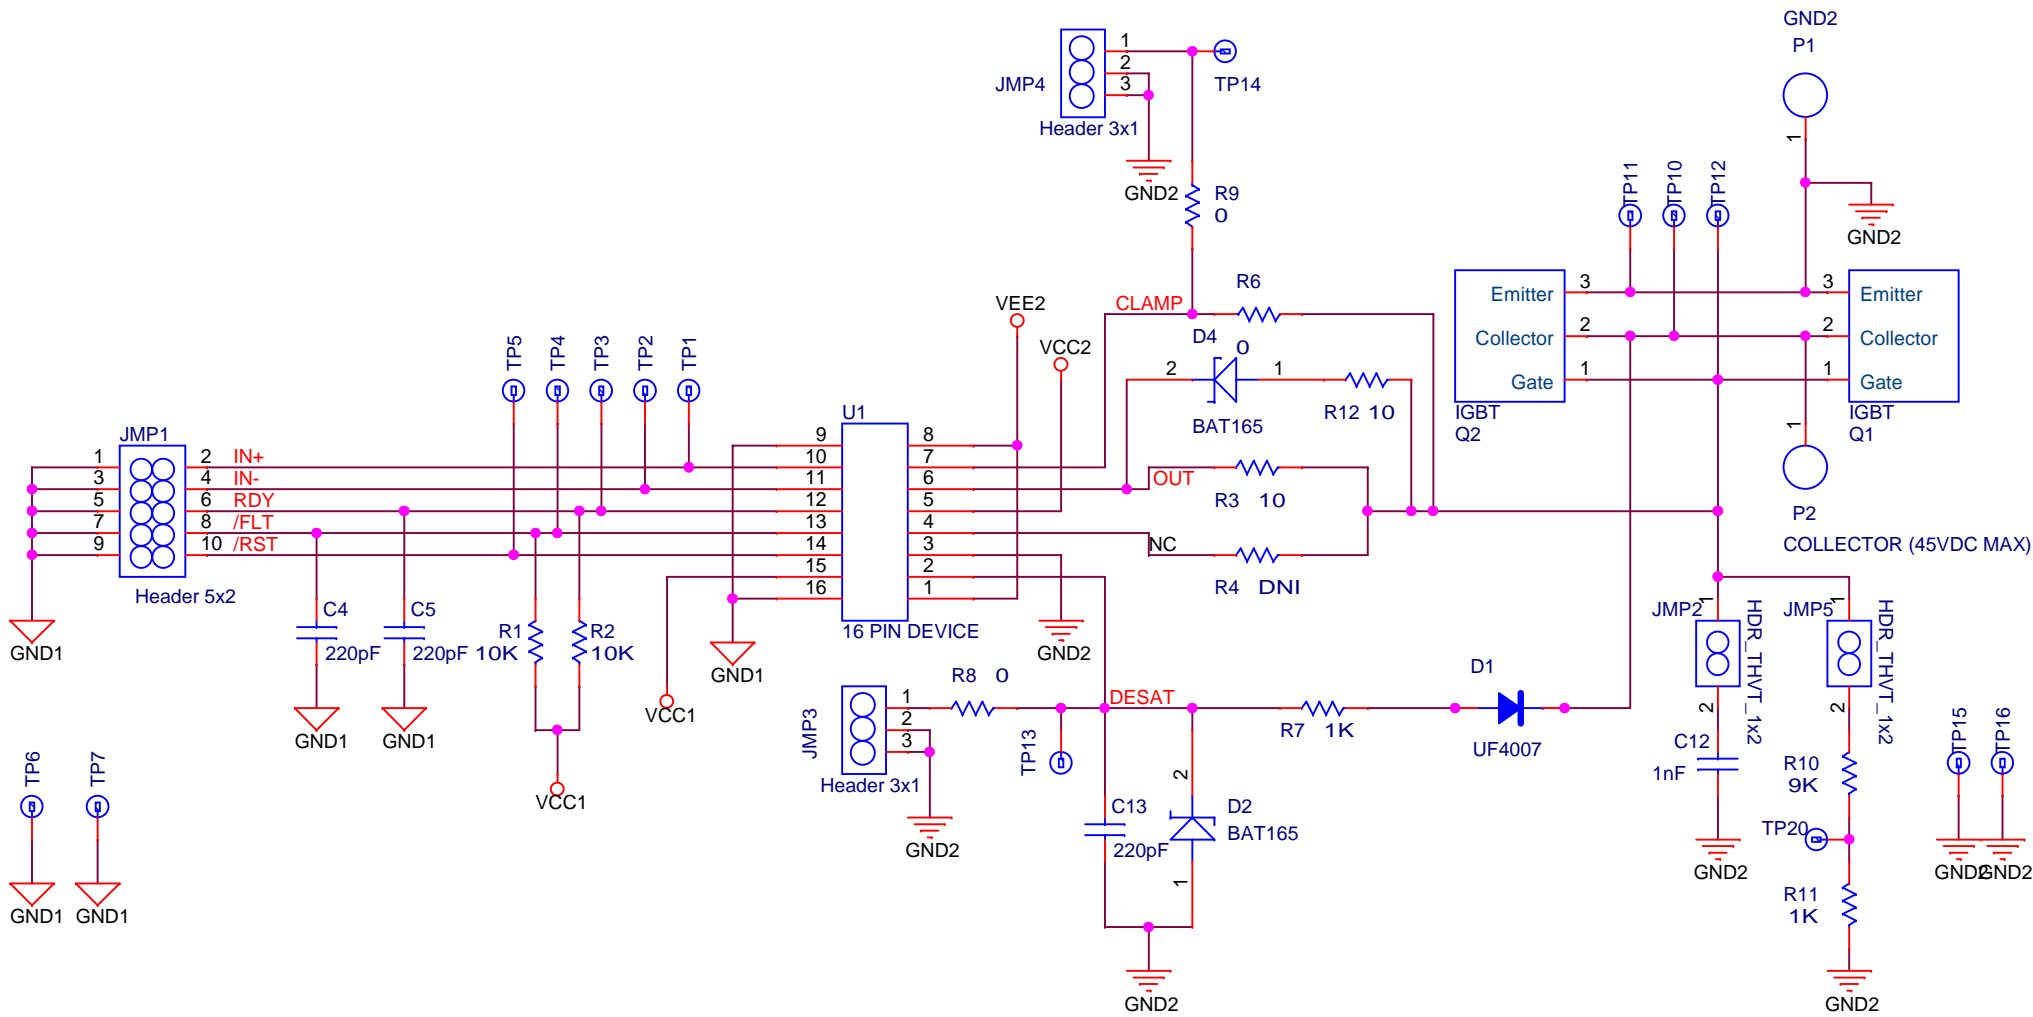 GND2
P1
1
JMP4
1
2
3
TP14
Header 3x1
GND2
R9
0
TP11
TP10
TP12
GND2
VEE2
CLAMP
R6
0
VCC2
D4
2
1
BAT165
R12 10
3
Emitter
2
Collector
1
Gate
IGBT
Q2
3
Emitter
2
Collector
1
Gate
IGBT
Q1
1
P2
COLLECTOR (45VDC MAX)
TP5
TP4
TP3
TP2
TP1
JMP1
1
2
IN+
3
4
IN-
5
6
RDY
7
8
/FLT
9
10
/RST
Header 5x2
GND1
U1
9
8
10
7
11
6
12
5
13
4
14
3
15
2
16
1
16 PIN DEVICE
OUT
R3 10
NC
R4 DNI
C4
220pF
GND1
C5
220pF
GND1
R1
10K
R2
10K
VCC1
VCC1
GND1
GND2
JMP3
1
2
3
Header 3x1
GND2
R8 0
DESAT
TP13
R7 1K
D1
UF4007
C13
220pF
2
D2
BAT165
1
GND2
JMP2
1
HDR_THVT_1x2
2
C12
1nF
GND2
JMP5
1
HDR_THVT_1x2
2
R10
9K
TP20
R11
1K
GND2
TP15
TP16
GND2
GND2
TP6
TP7
GND1
GND1